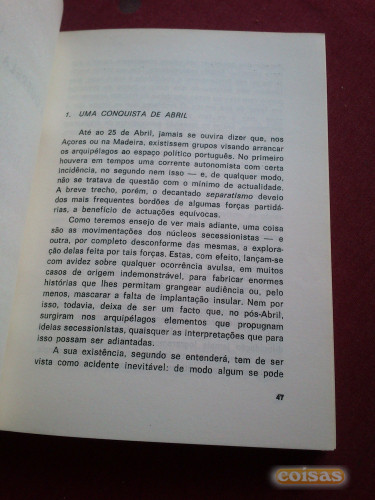 1. UMA CONQUISTA DE ABRIL
Até ao 25 de Abril, jamais se ouvira dizer que, nos
Açores ou na Madeira, existissem grupos visando arrancar
os arquipélagos ao espaço político português. No primeiro
houvera em tempos uma corrente autonomista com certa
incidência, no segundo nem isso — e, de qualquer modo,
não se tratava de questão com o mínimo de actualidade.
A breve trecho, porém, o decantado separatismo deveio
dos mais frequentes bordões de algumas forças partidá-
rias, a benefício de actuações equívocas.
Como teremos ensejo de ver mais adiante, uma coisa
são as movimentações dos núcleos secessionistas — e
outra, por completo desconforme das mesmas, a explora-
ção delas feita por tais forças. Estas, com efeito, lançam-se
com avidez sobre qualquer ocorrência avulsa, em muitos
casos de origem indemonstrável, para fabricar enormes
histórias que lhes permitam grangear audiência ou, pelo
menos, mascarar a falta de implantação insular. Nem por
isso, todavia, deixa de ser um facto que, no pós-Abril,
surgiram nos arquipélagos elementos que propugnam
ideias secessionistas, quaisquer as interpretações que para
isso possam ser adiantadas.
A sua existência, segundo se entenderá, tem de ser
vista como acidente inevitável: de modo algum se pode
47
coisas